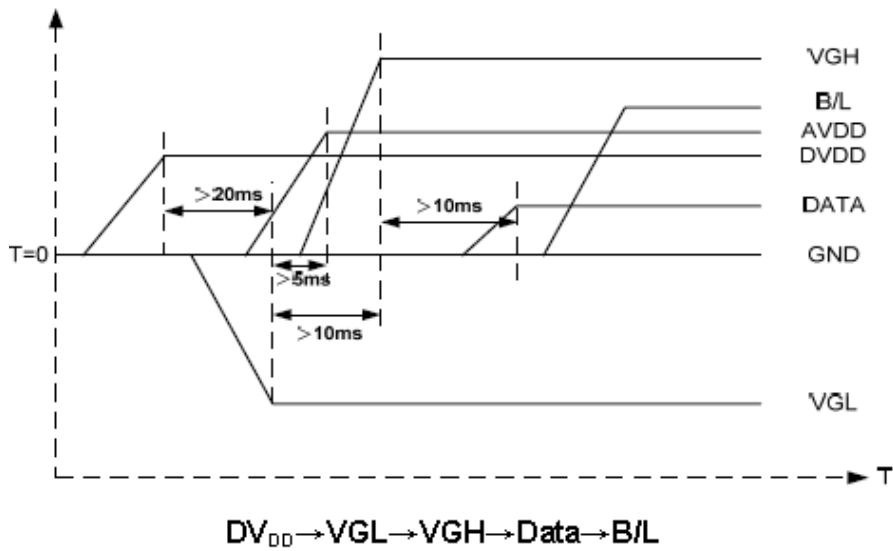 VGH
B/L
AVDD
DVDD
>20ms
>10ms
DATA
T=0
GND
>5ms
>10ms
VGL
T
DVDD→VGL→VGH→Data→B/L